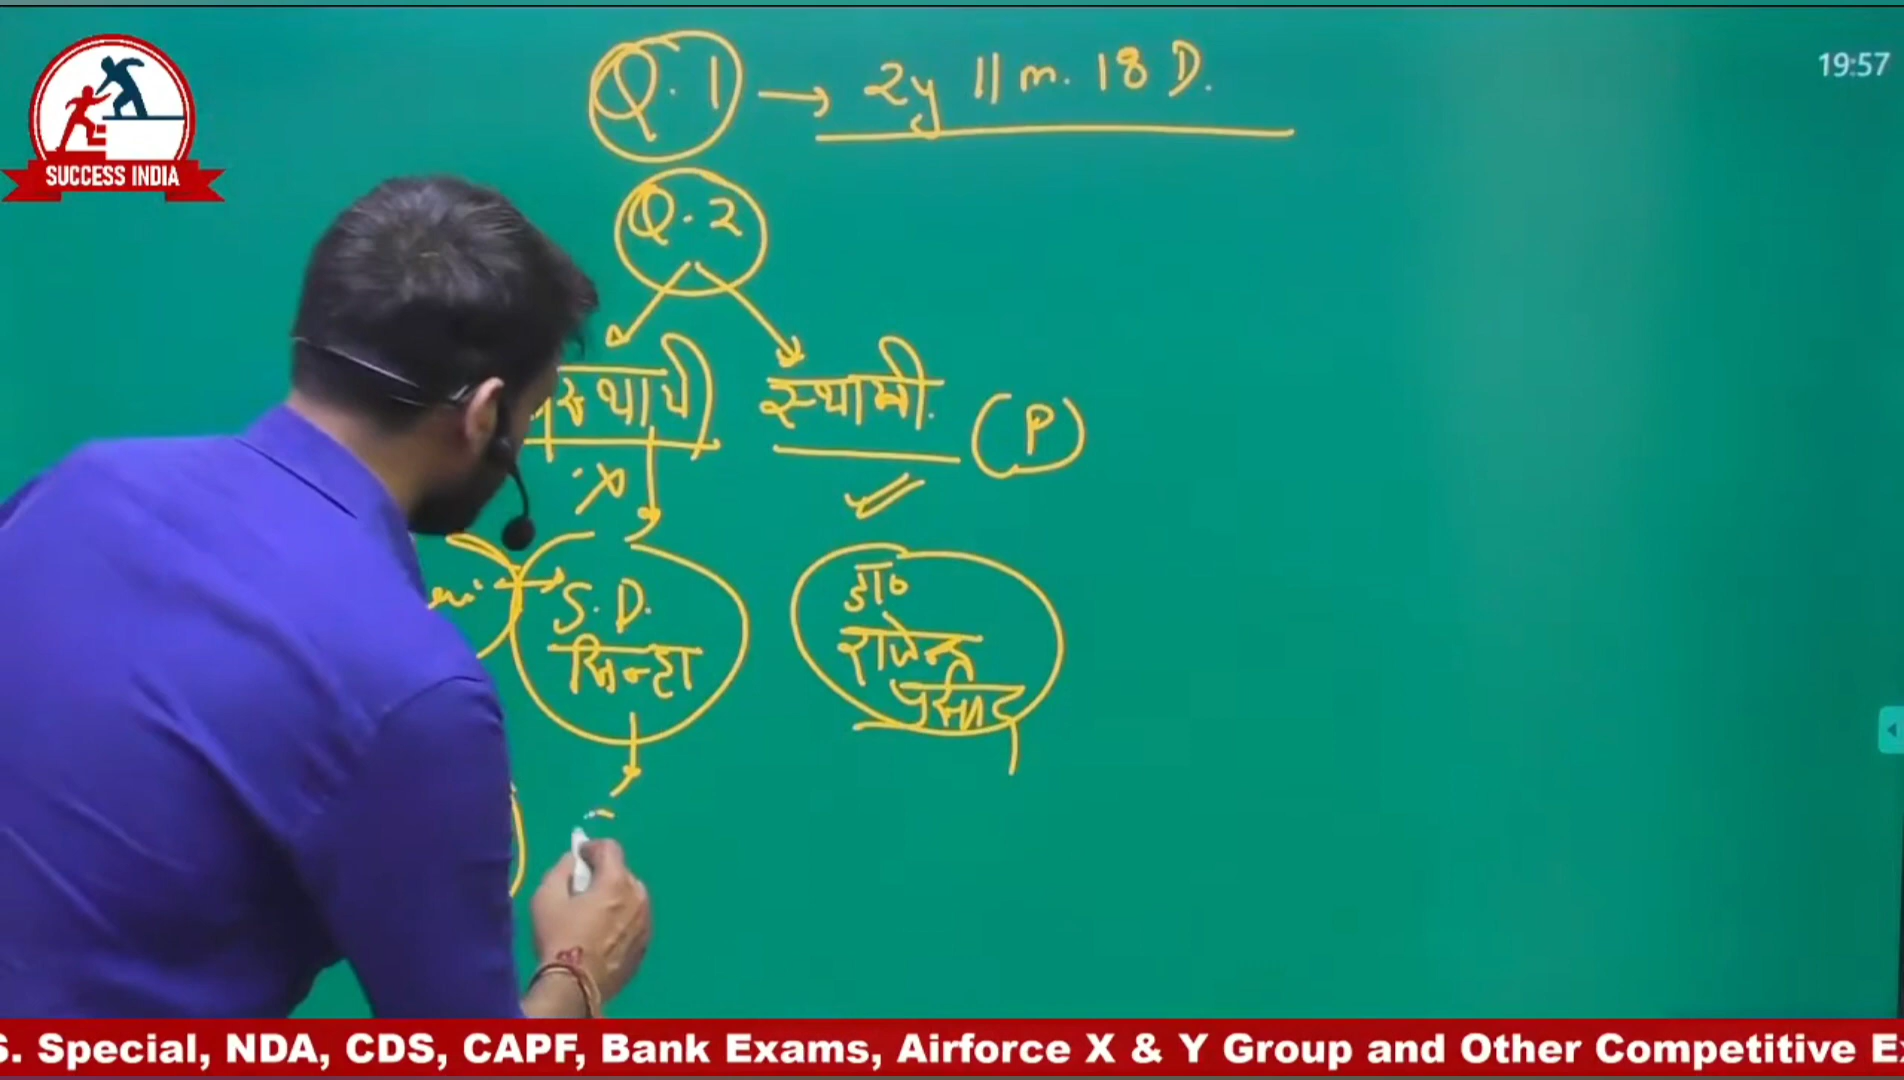 SUCCESS INDIA
19:57
Q.1 → 2y 11 m. 18 D.
Q.2
स्थायी (P)
S.D.
सिन्हा
डा०
राजेन्द्र
प्रसाद
S. Special, NDA, CDS, CAPF, Bank Exams, Airforce X & Y Group and Other Competitive